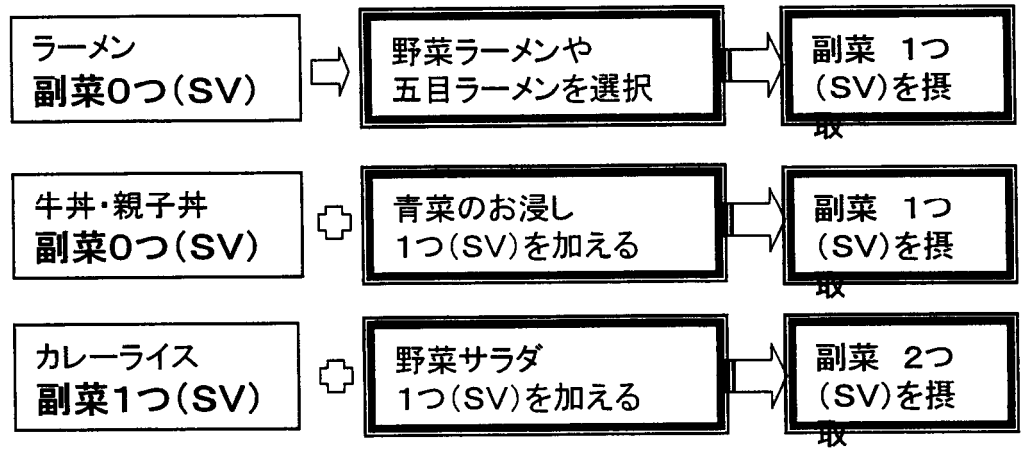 ラーメン
副菜0つ(SV)
野菜ラーメンや
五目ラーメンを選択
副菜 1つ
(SV)を摂
取
牛丼・親子丼
副菜0つ(SV)
青菜のお浸し
1つ(SV)を加える
副菜 1つ
(SV)を摂
取
カレーライス
副菜1つ(SV)
野菜サラダ
1つ(SV)を加える
副菜 2つ
(SV)を摂
取